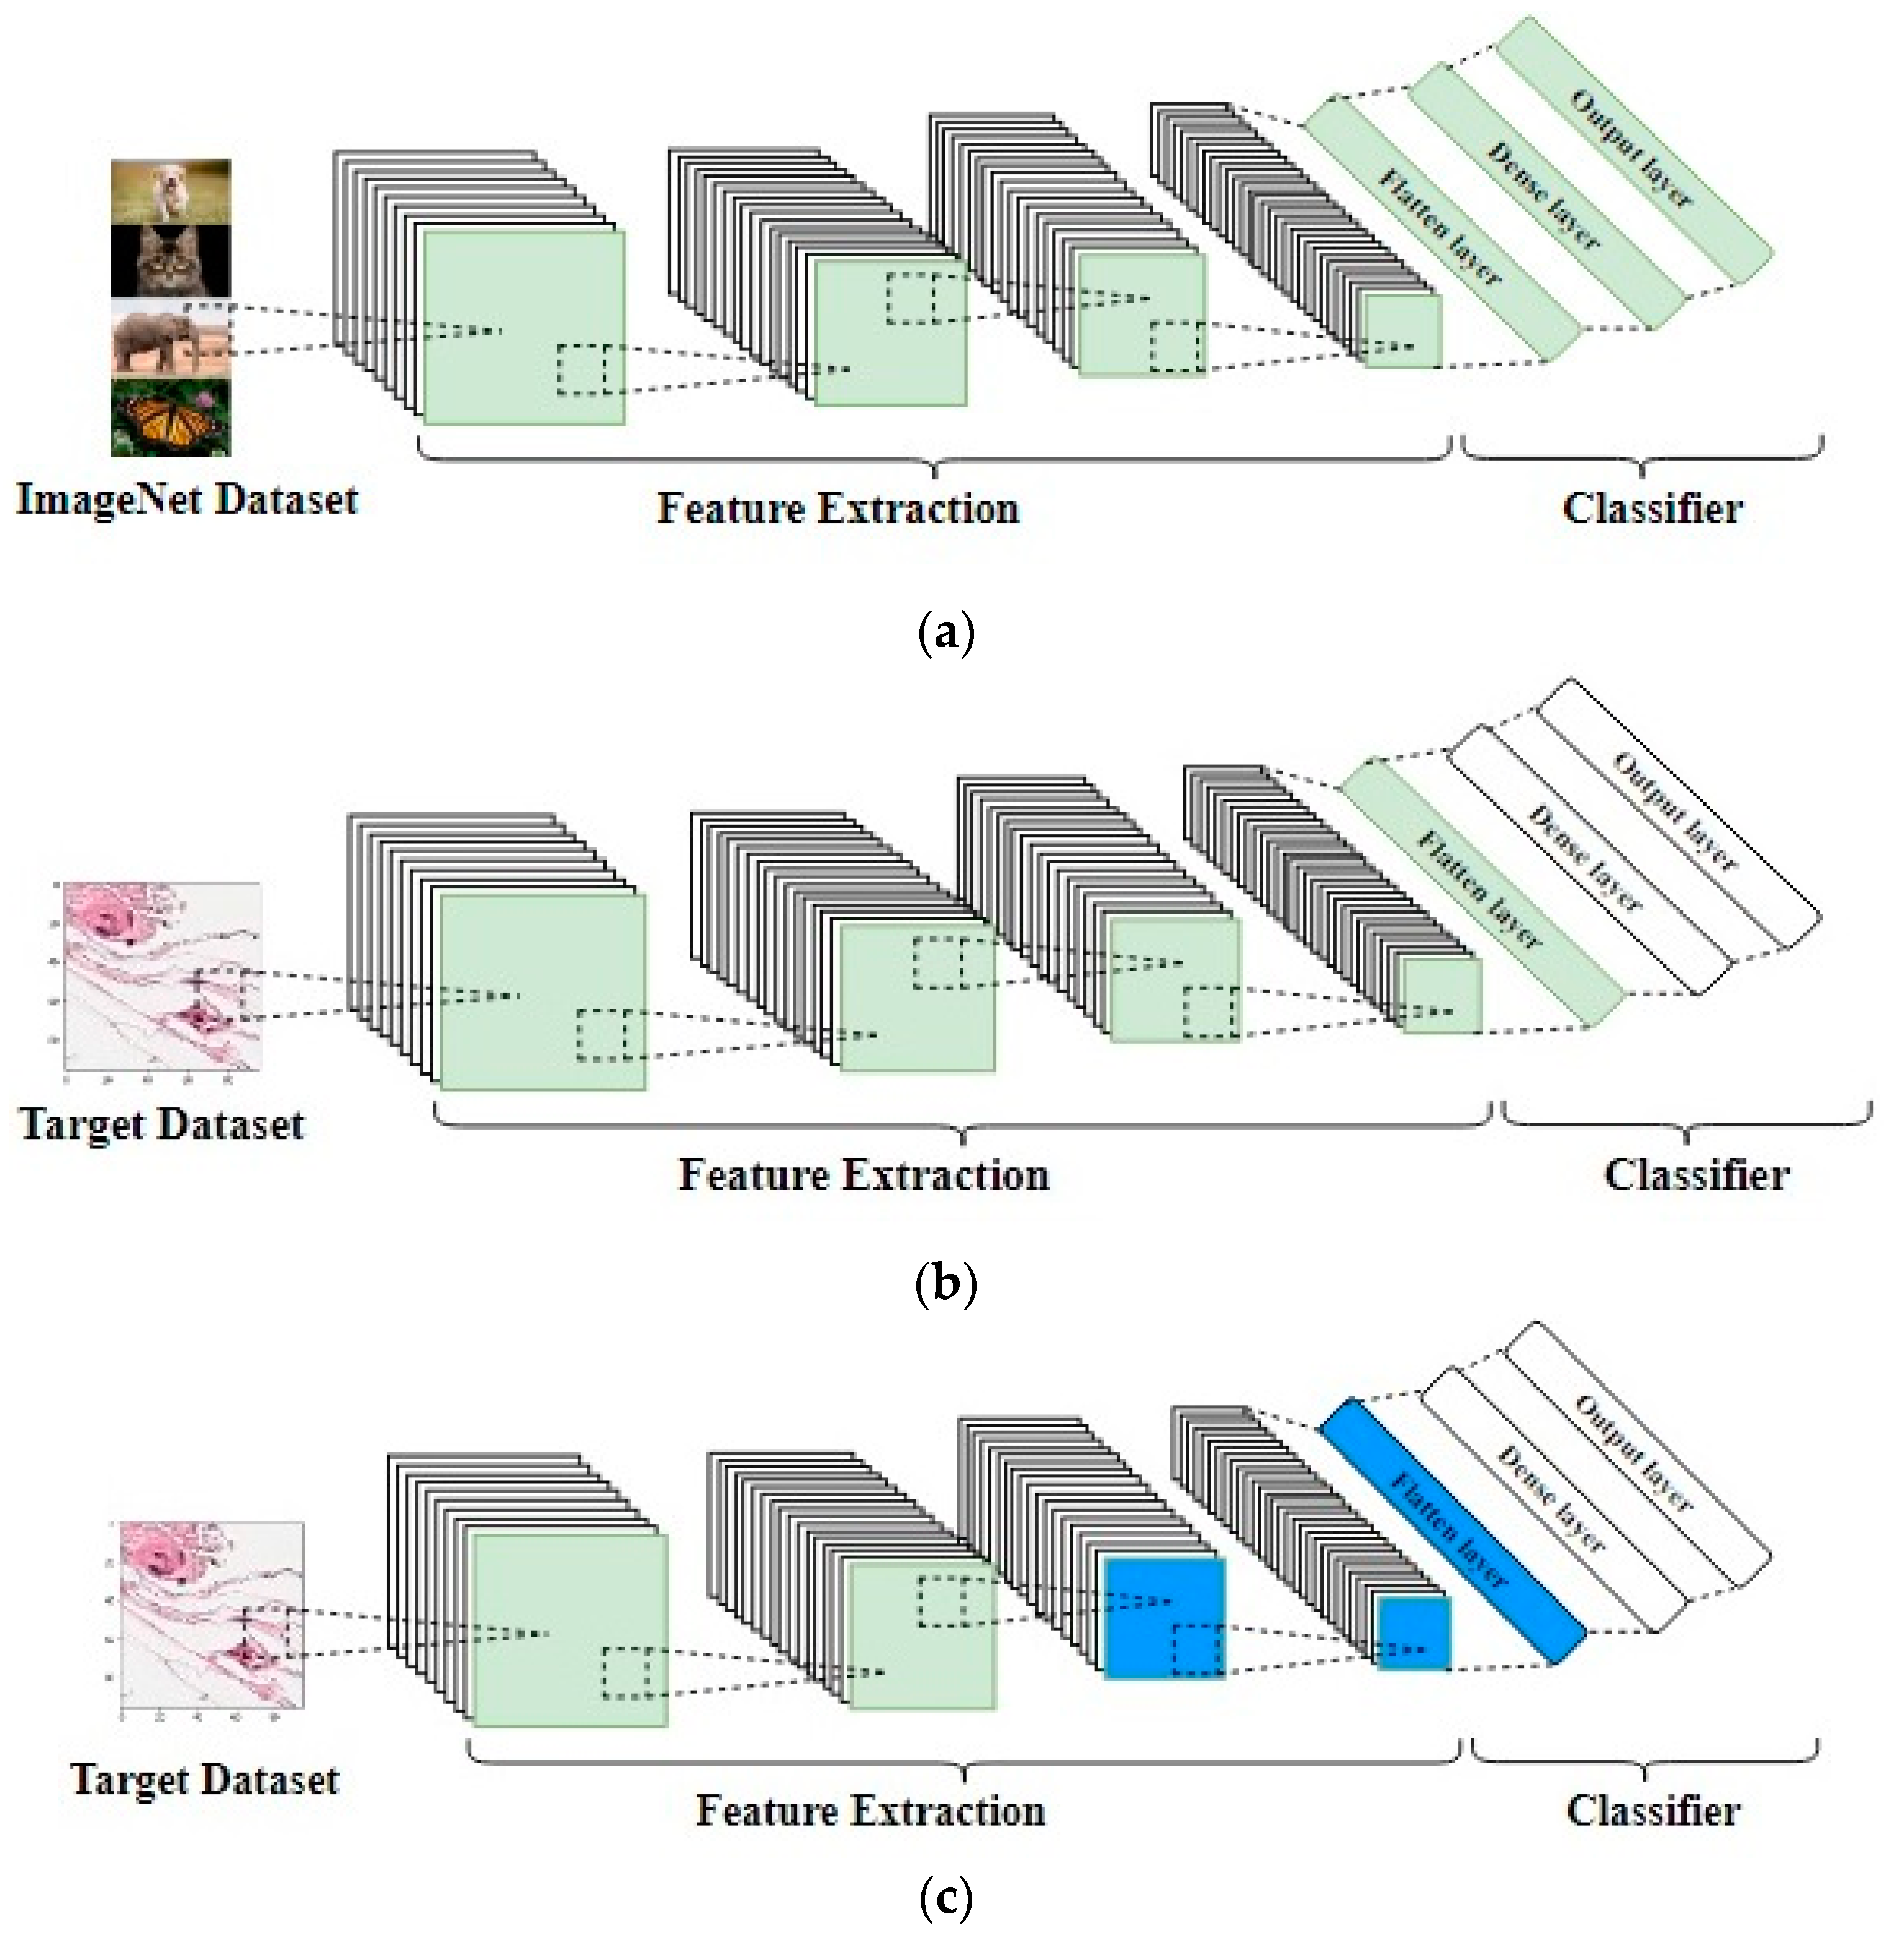 Output layer
Dense layer
Flatten layer
ImageNet Dataset
Feature Extraction
Classifier
(a)
Output layer
Dense layer
Flatten layer
Target Dataset
Feature Extraction
Classifier
(b)
Output layer
Dense layer
Flatten layer
Target Dataset
Feature Extraction
Classifier
(c)